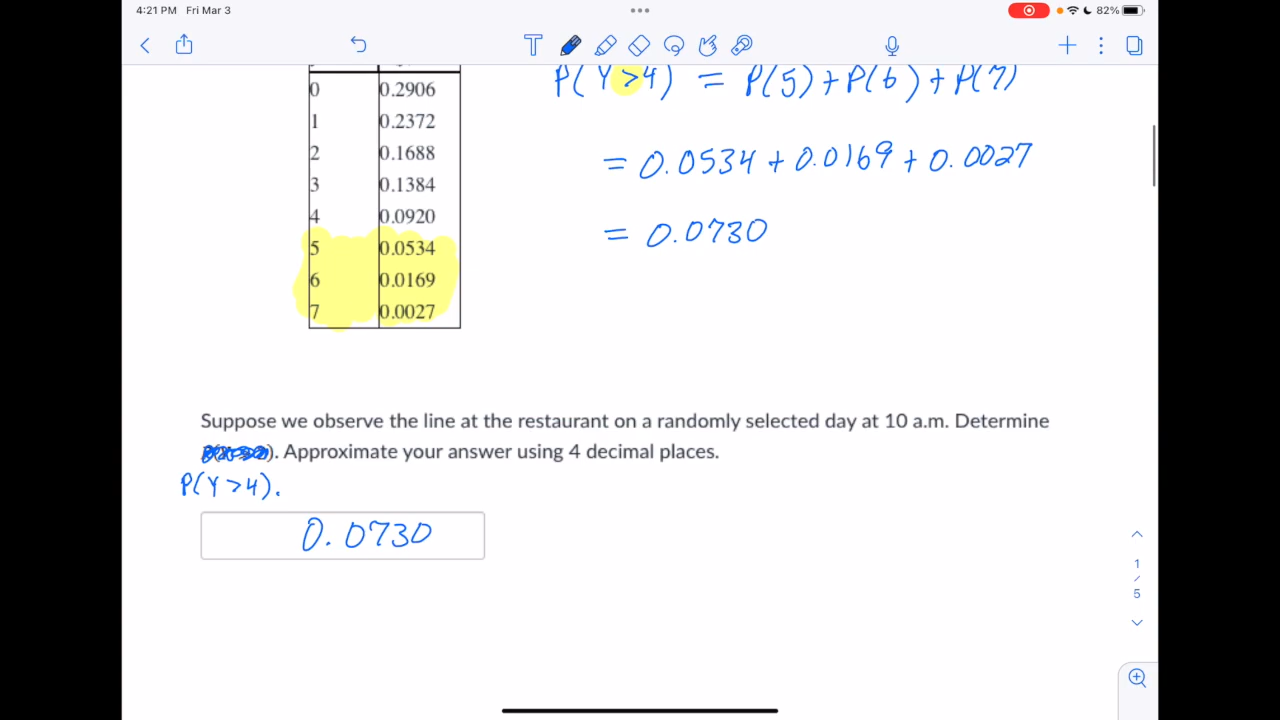 4:21 PM Fri Mar 3
82%
P(Y>4) = P(5)+P(6)+P(7)
0 0.2906
1 0.2372
2 0.1688
3 0.1384
4 0.0920
5 0.0534
6 0.0169
7 0.0027
= 0.0534 + 0.0169 + 0.0027
= 0.0730
Suppose we observe the line at the restaurant on a randomly selected day at 10 a.m. Determine
). Approximate your answer using 4 decimal places.
P(Y>4).
0.0730
1
/
5